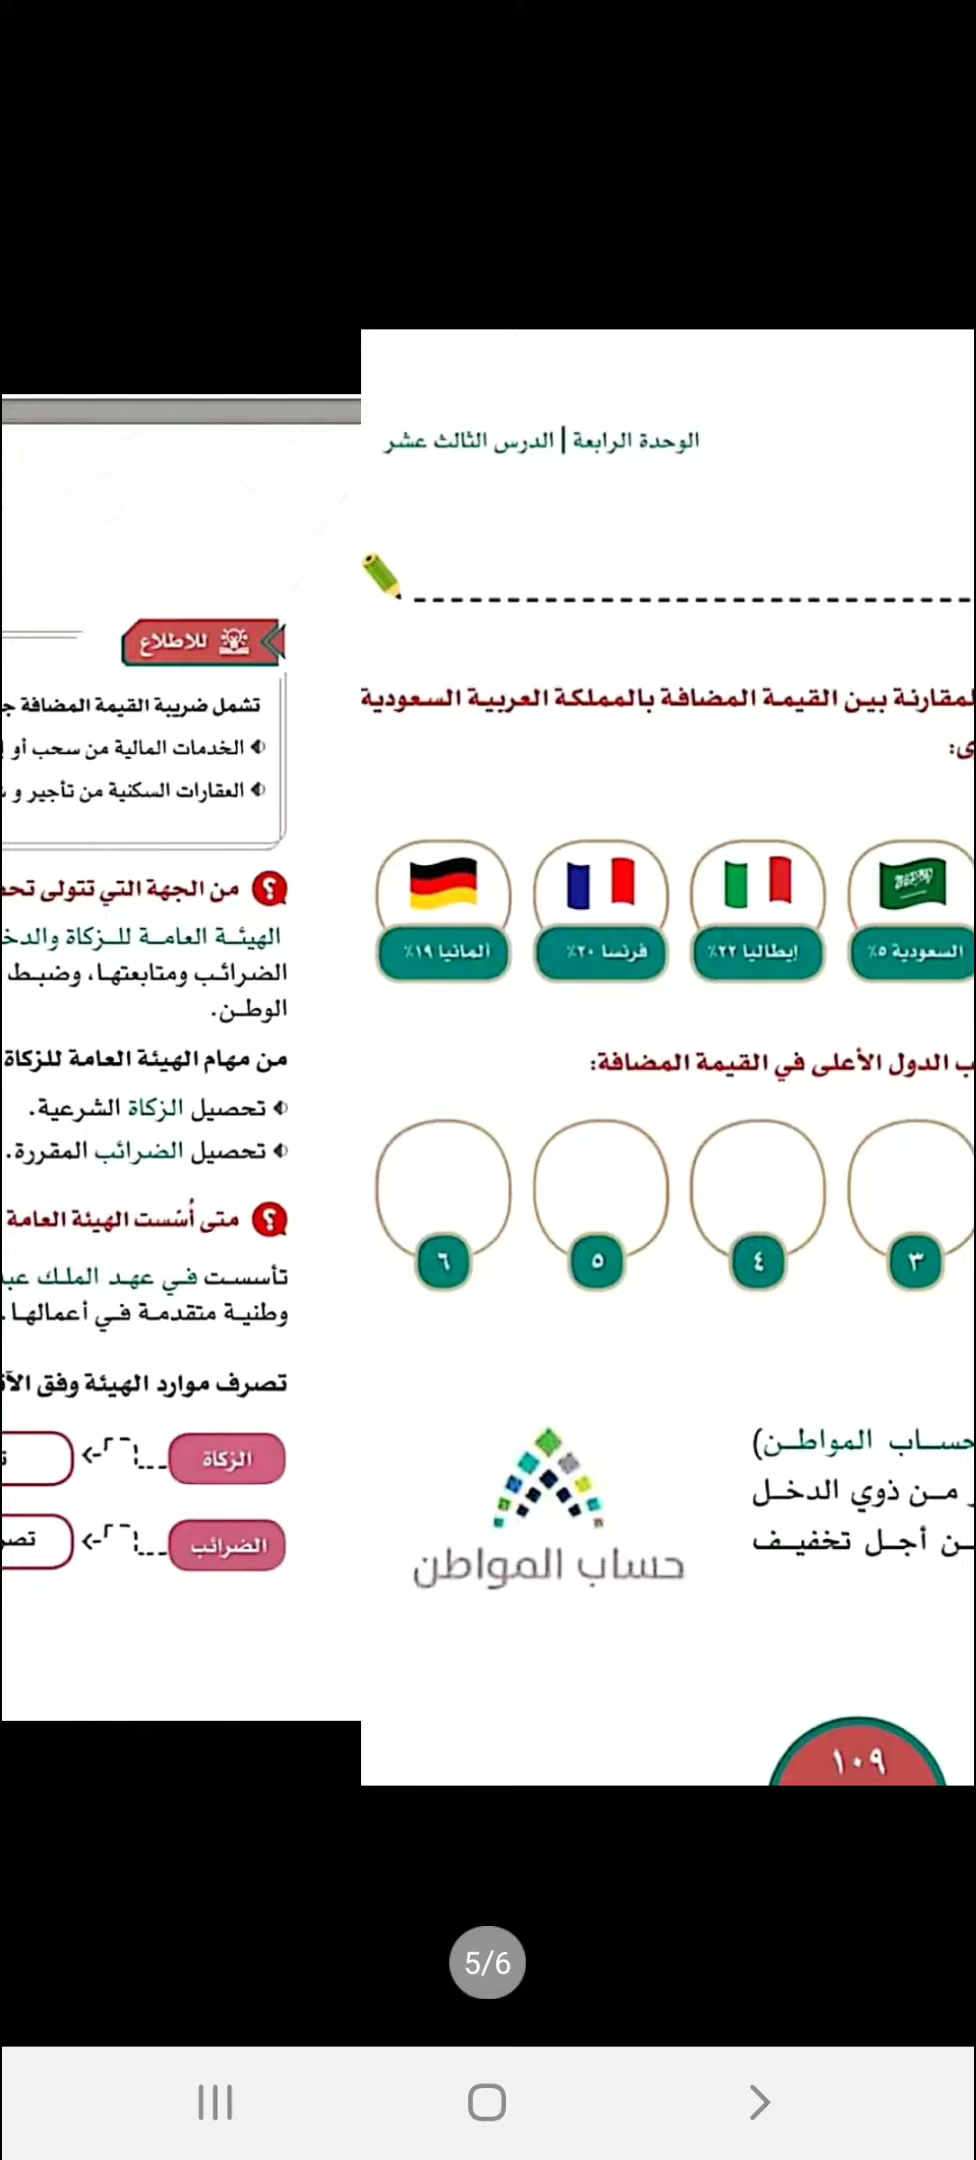 الوحدة الرابعة | الدرس الثالث عشر
المقارنة بين القيمة المضافة بالمملكة العربية السعودية
السعودية ٥٪
إيطاليا ٢٢٪
فرنسا ٢٠٪
ألمانيا ١٩٪
الدول الأعلى في القيمة المضافة:
٣
٤
٥
٦
حساب المواطن)
من ذوي الدخل
أجل تخفيف
حساب المواطن
١٠٩
للاطلاع
تشمل ضريبة القيمة المضافة
الخدمات المالية من سحب أو
العقارات السكنية من تأجير و
من الجهة التي تتولى
الهيئة العامة للزكاة
الضرائب ومتابعتها، وضبط
الوطن.
من مهام الهيئة العامة للزكاة
تحصيل الزكاة الشرعية.
تحصيل الضرائب المقررة.
متى أُسّست الهيئة العامة
تأسست في عهد الملك
وطنية متقدمة في أعمالها.
تصرف موارد الهيئة وفق
الزكاة
الضرائب
5/6